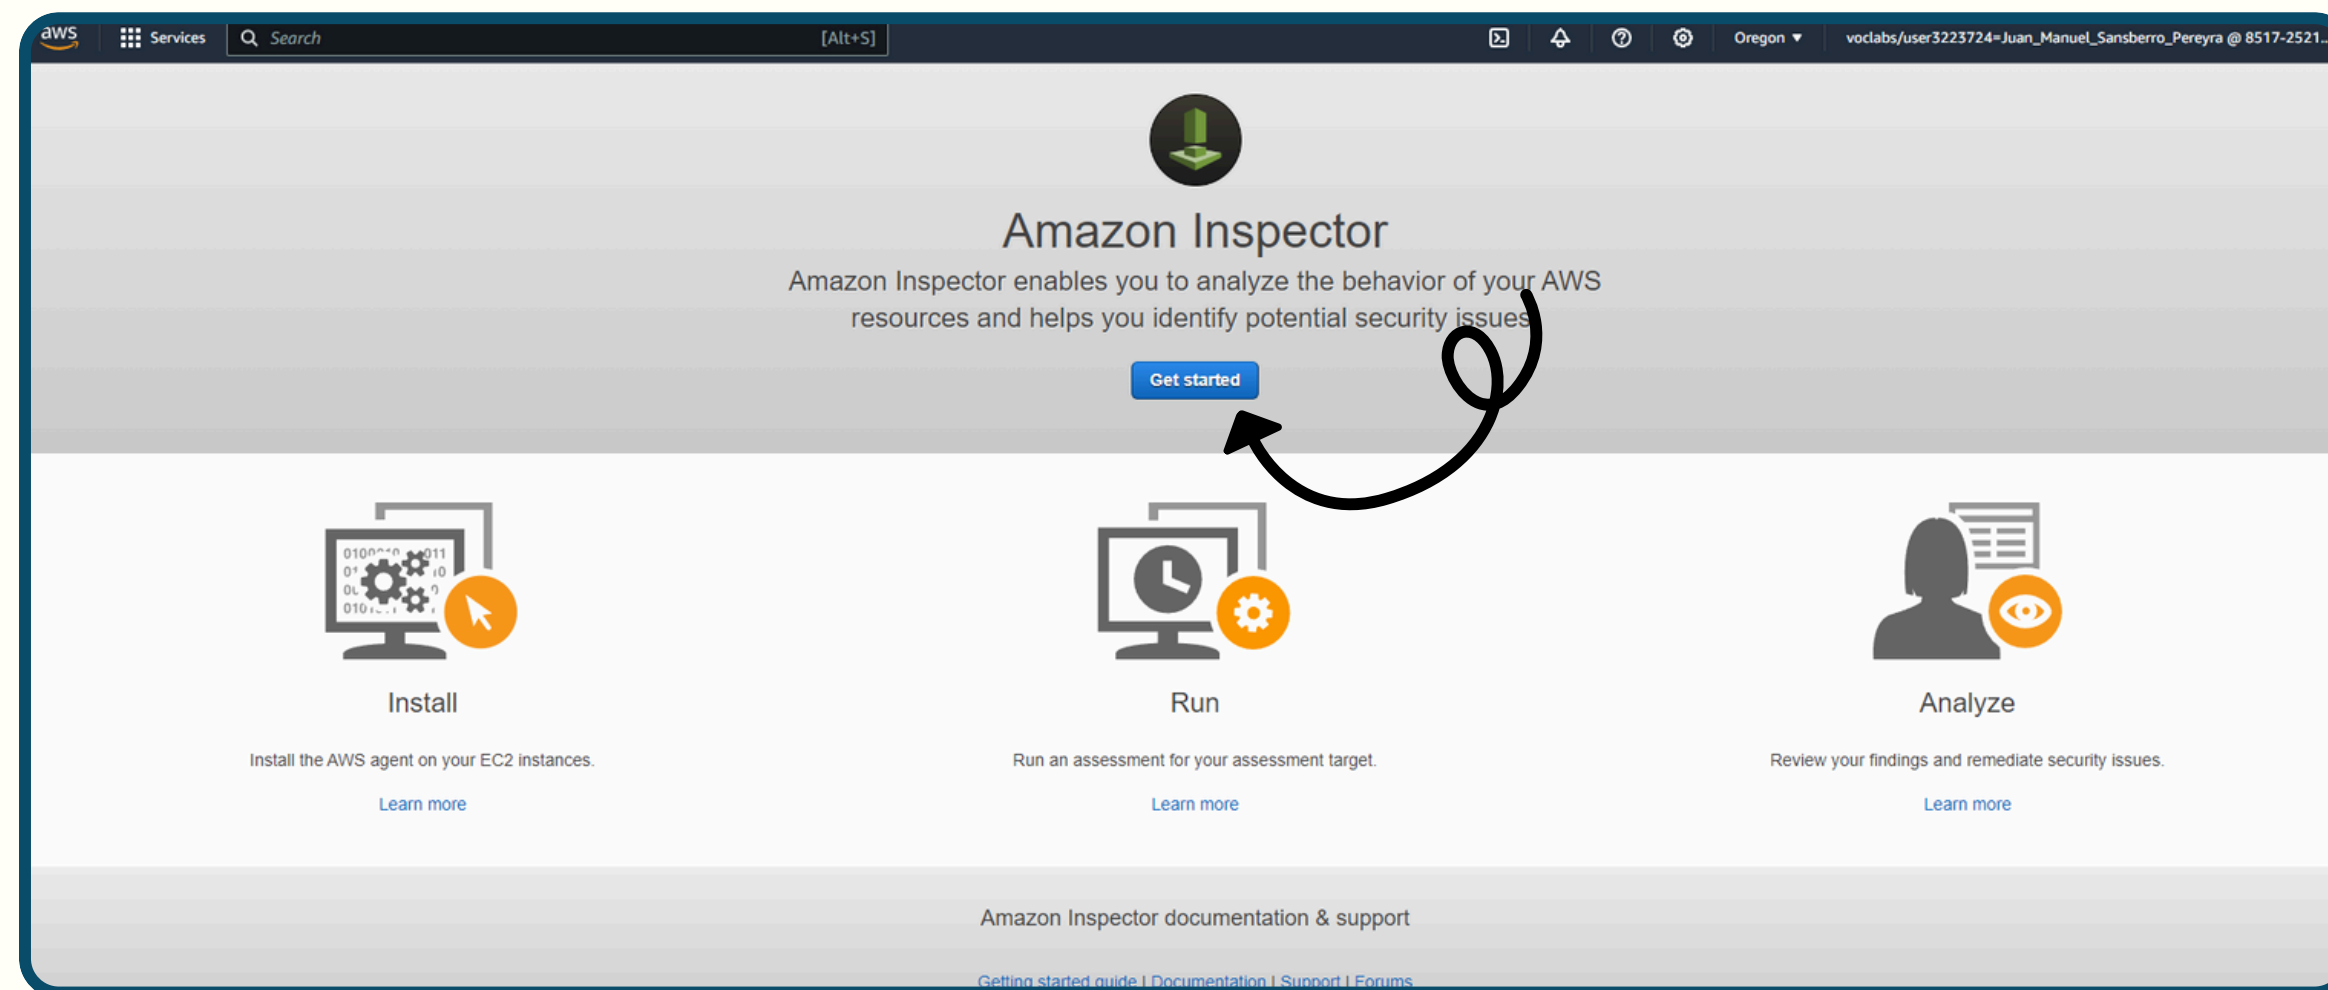 aws Services Search [Alt+S] Oregon voclabs/user3223724=Juan_Manuel_Sansberro_Pereyra @ 8517-2521...
Amazon Inspector
Amazon Inspector enables you to analyze the behavior of your AWS
resources and helps you identify potential security issues
Get started
Install
Install the AWS agent on your EC2 instances.
Learn more
Run
Run an assessment for your assessment target.
Learn more
Analyze
Review your findings and remediate security issues.
Learn more
Amazon Inspector documentation & support
Getting started guide | Documentation | Support | Forums